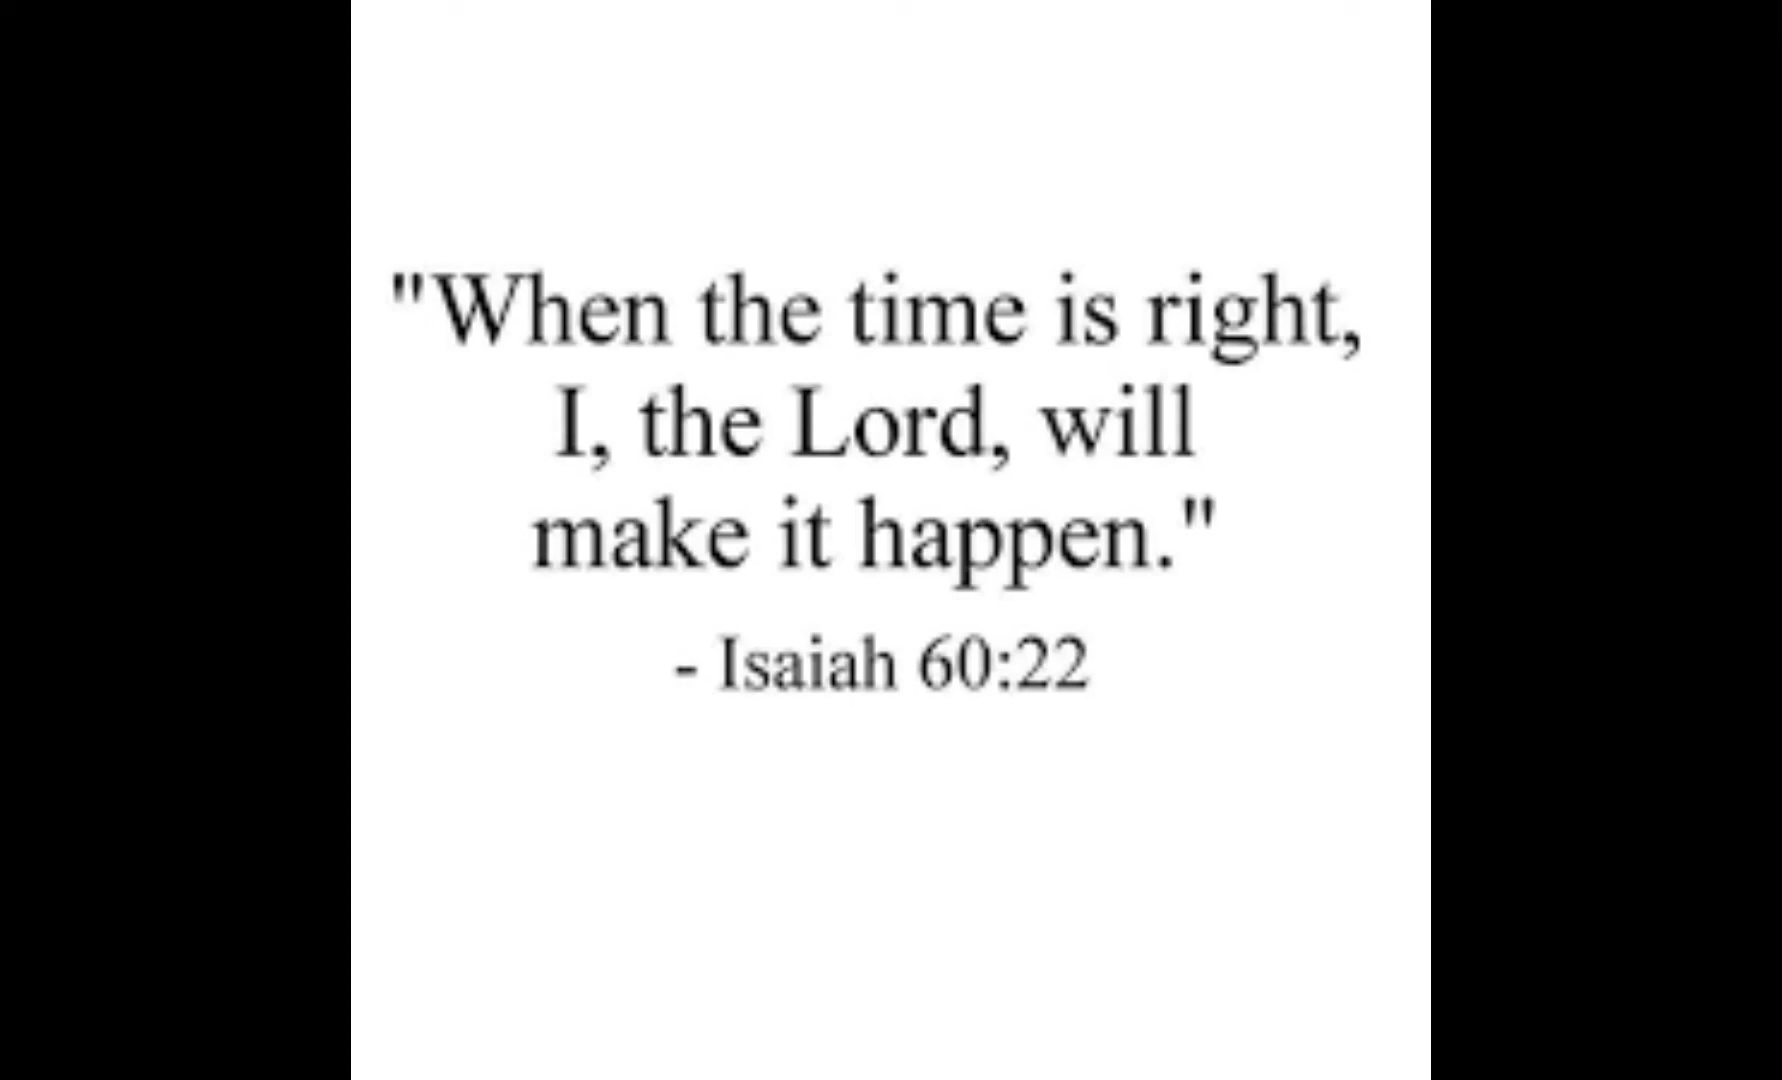 "When the time is right,
I, the Lord, will
make it happen."
- Isaiah 60:22